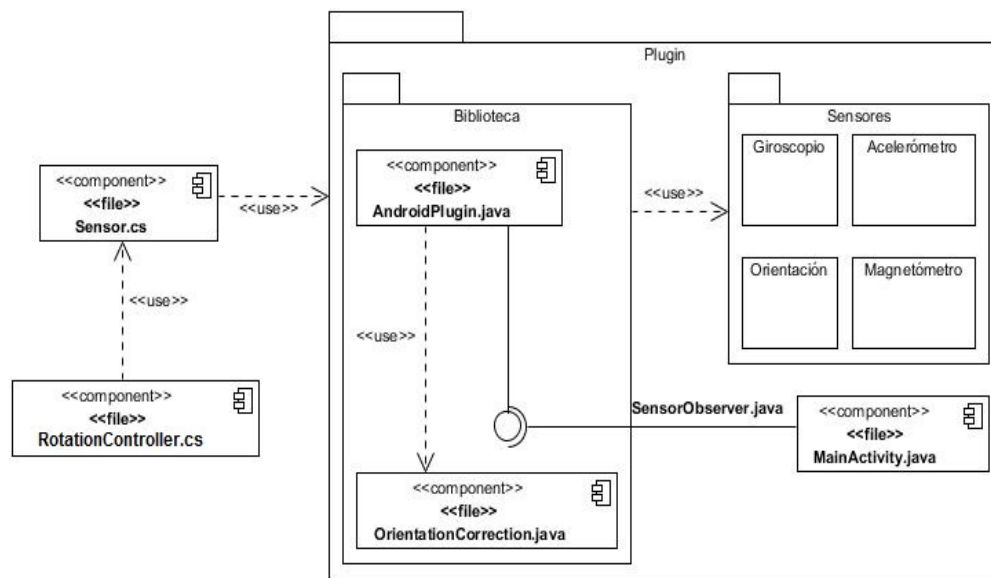 Plugin
Biblioteca
Sensores
Giroscopio
Acelerómetro
Orientación
Magnetómetro
<<component>>
<<file>>
Sensor.cs
<<use>>
<<component>>
<<file>>
AndroidPlugin.java
<<use>>
<<use>>
<<use>>
<<component>>
<<file>>
RotationController.cs
SensorObserver.java
<<component>>
<<file>>
MainActivity.java
<<component>>
<<file>>
OrientationCorrection.java